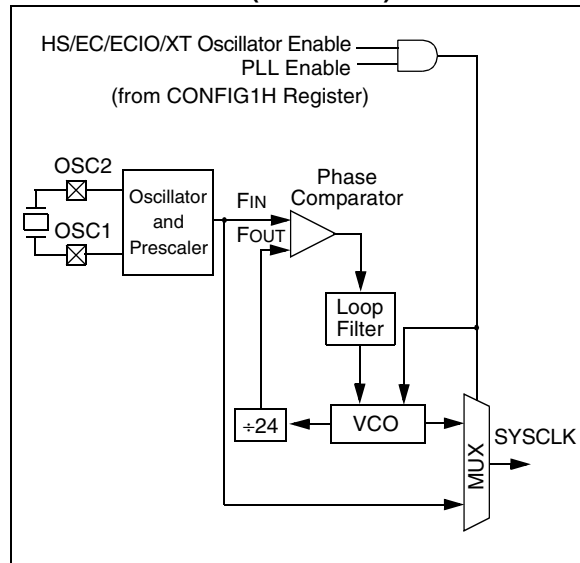 HS/EC/ECIO/XT Oscillator Enable
PLL Enable
(from CONFIG1H Register)
OSC2
OSC1
Oscillator
and
Prescaler
FIN
FOUT
Phase
Comparator
Loop
Filter
÷24
VCO
MUX
SYSCLK